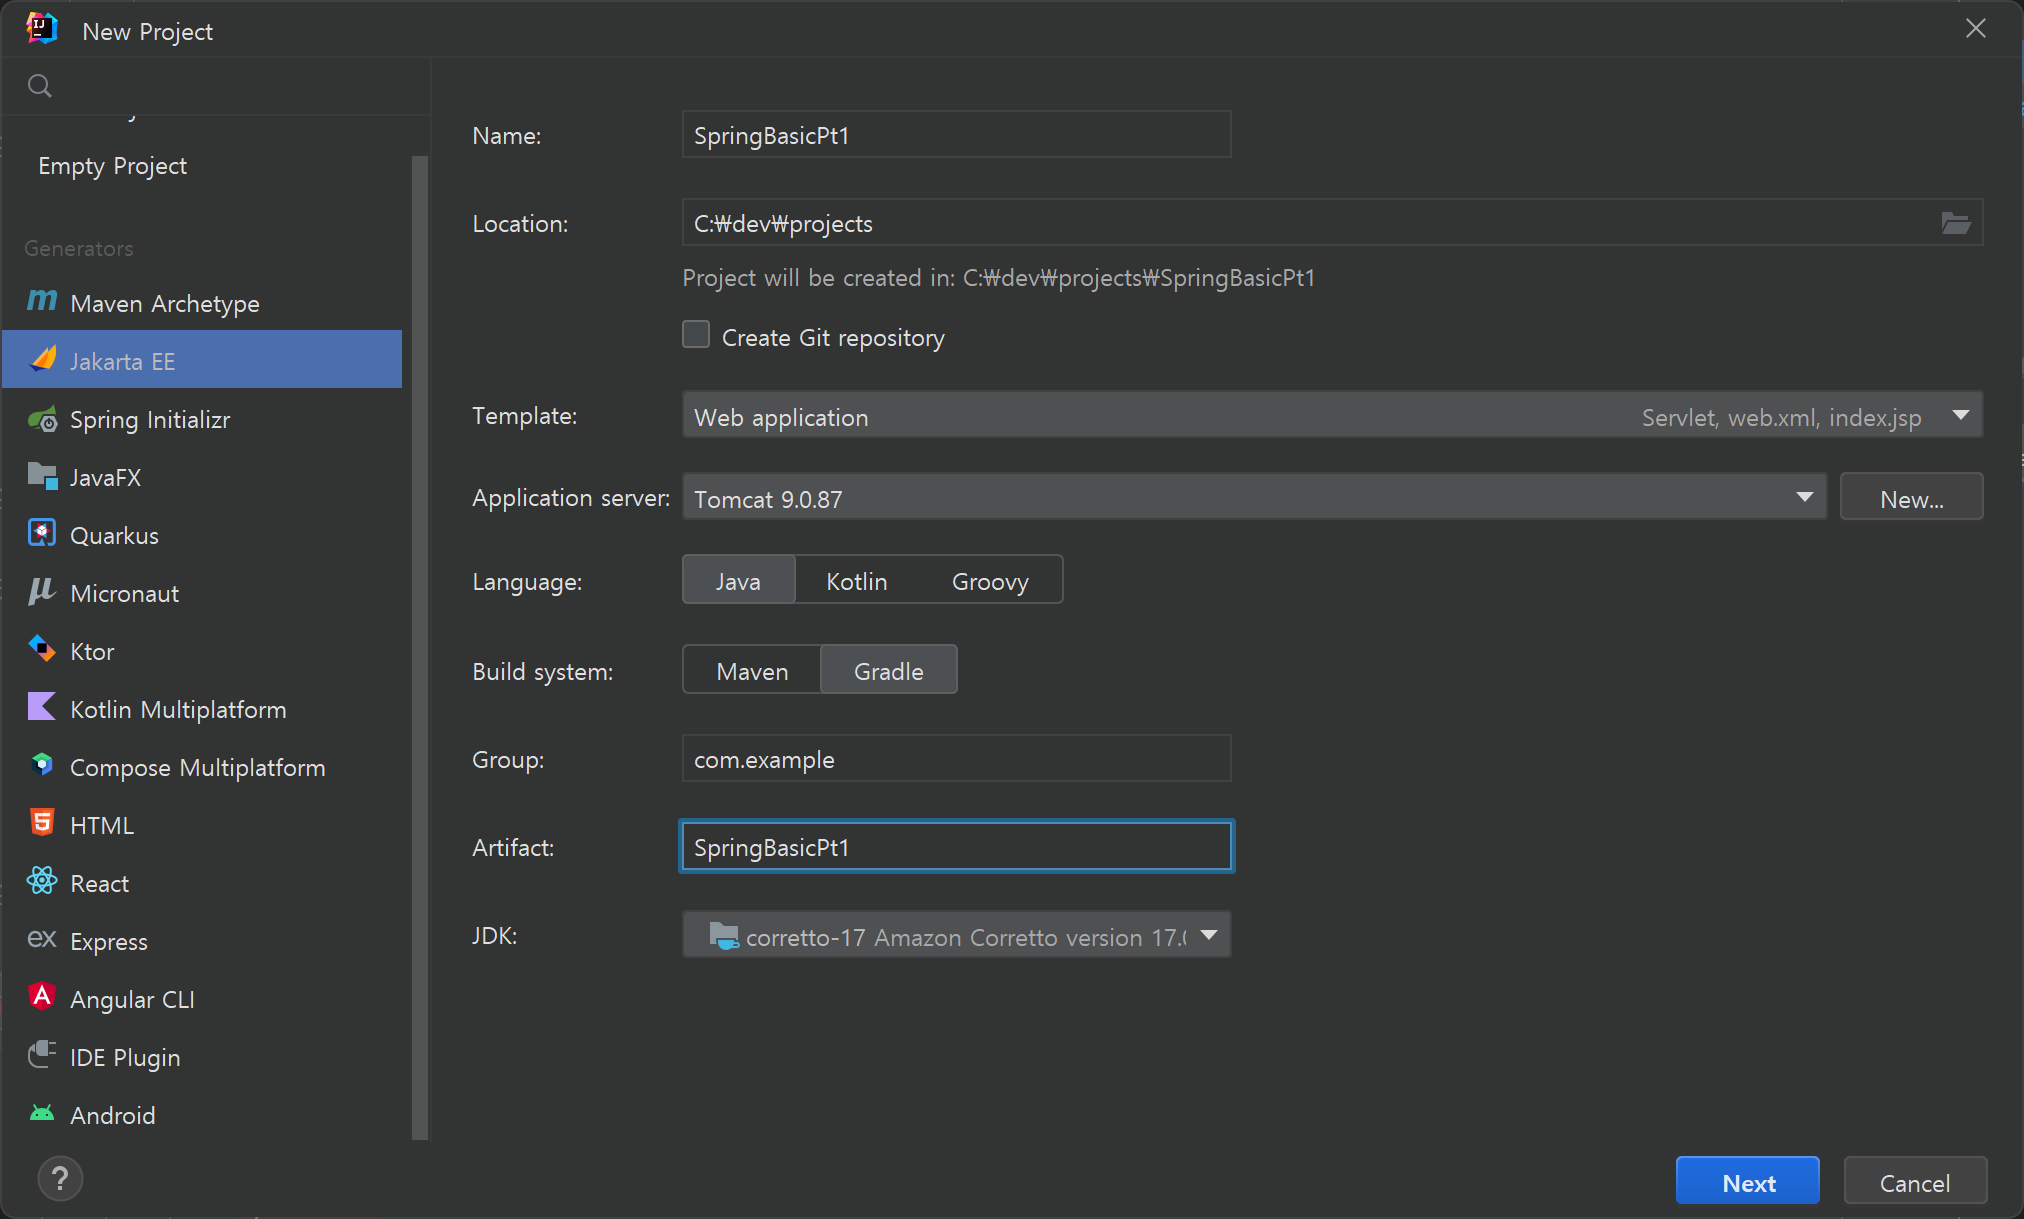 New Project
Empty Project
Generators
Maven Archetype
Jakarta EE
Spring Initializr
JavaFX
Quarkus
Micronaut
Ktor
Kotlin Multiplatform
Compose Multiplatform
HTML
React
Express
Angular CLI
IDE Plugin
Android
Name: SpringBasicPt1
Location: C:₩dev₩projects
Project will be created in: C:₩dev₩projects₩SpringBasicPt1
Create Git repository
Template: Web application Servlet, web.xml, index.jsp
Application server: Tomcat 9.0.87 New...
Language: Java Kotlin Groovy
Build system: Maven Gradle
Group: com.example
Artifact: SpringBasicPt1
JDK: corretto-17 Amazon Corretto version 17.
? Next Cancel